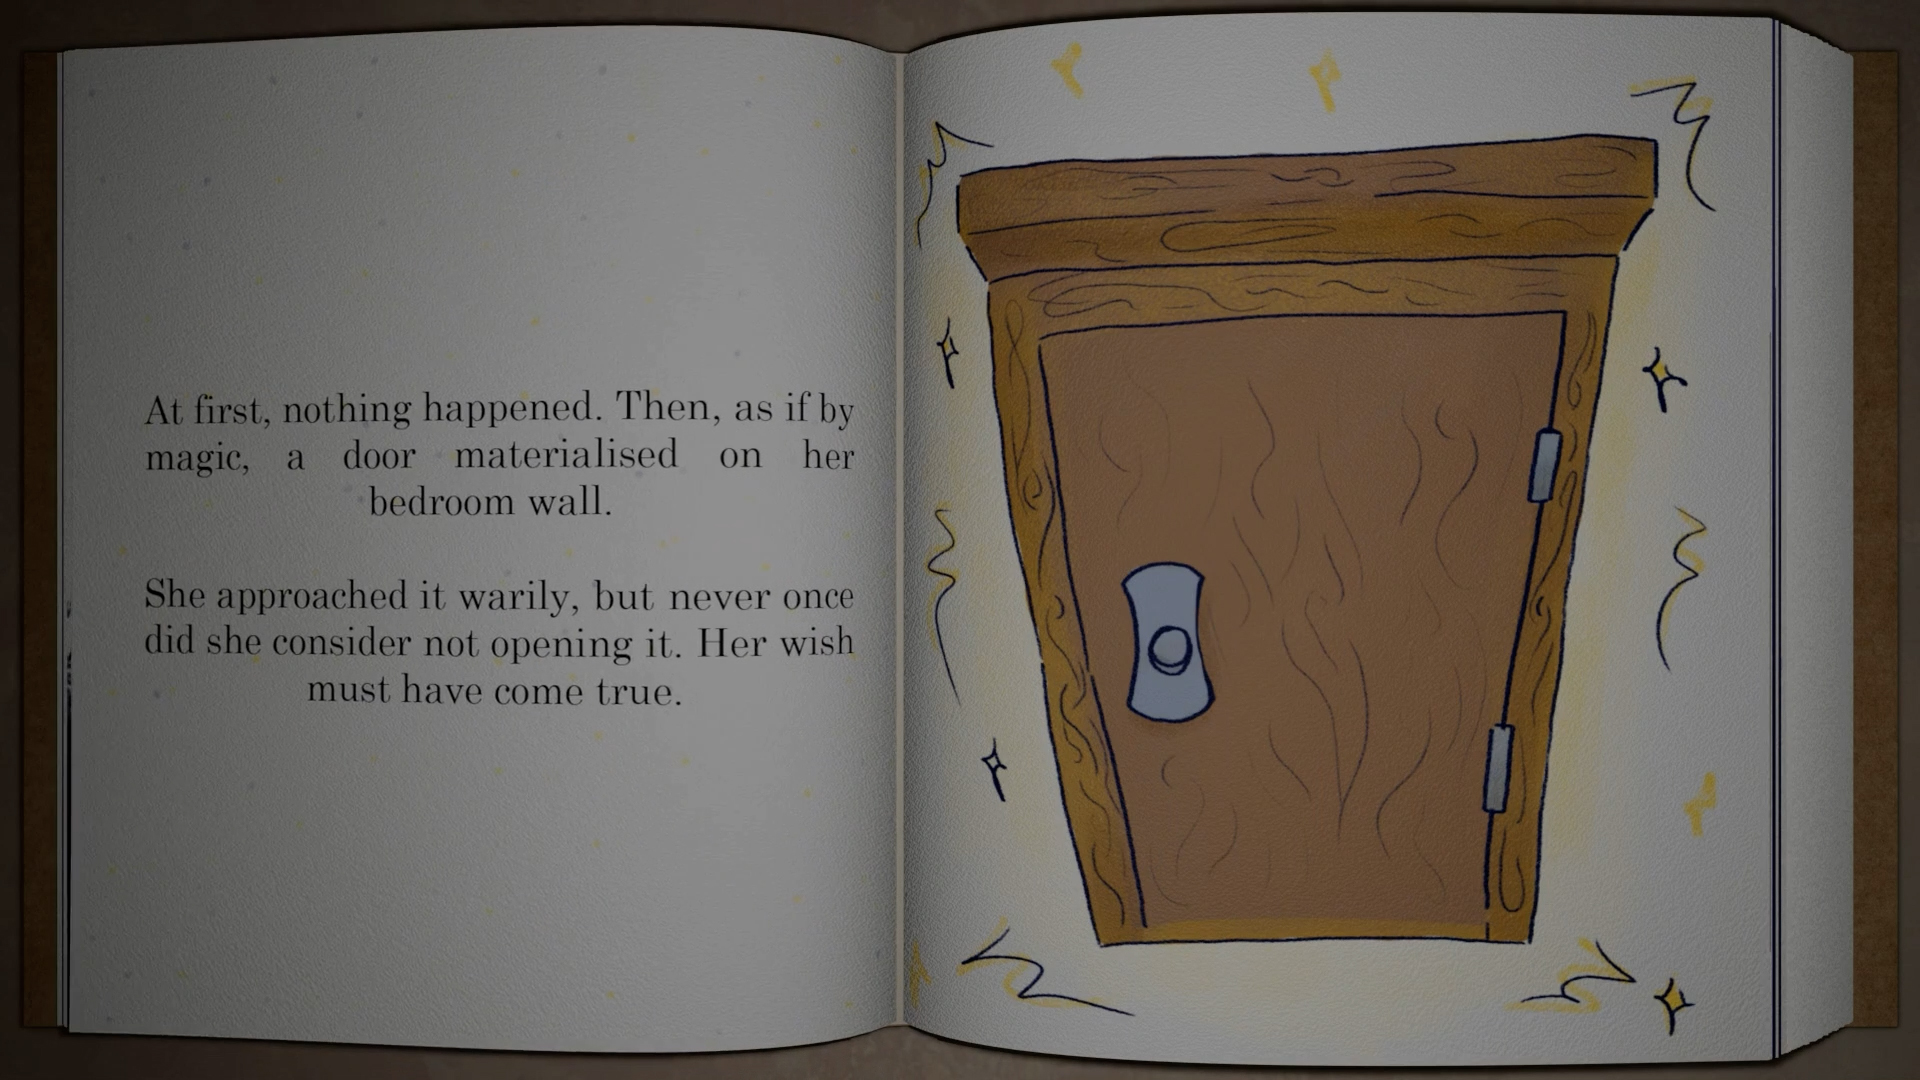 At first, nothing happened. Then, as if by
magic, a door materialised on her
bedroom wall.
She approached it warily, but never once
did she consider not opening it. Her wish
must have come true.